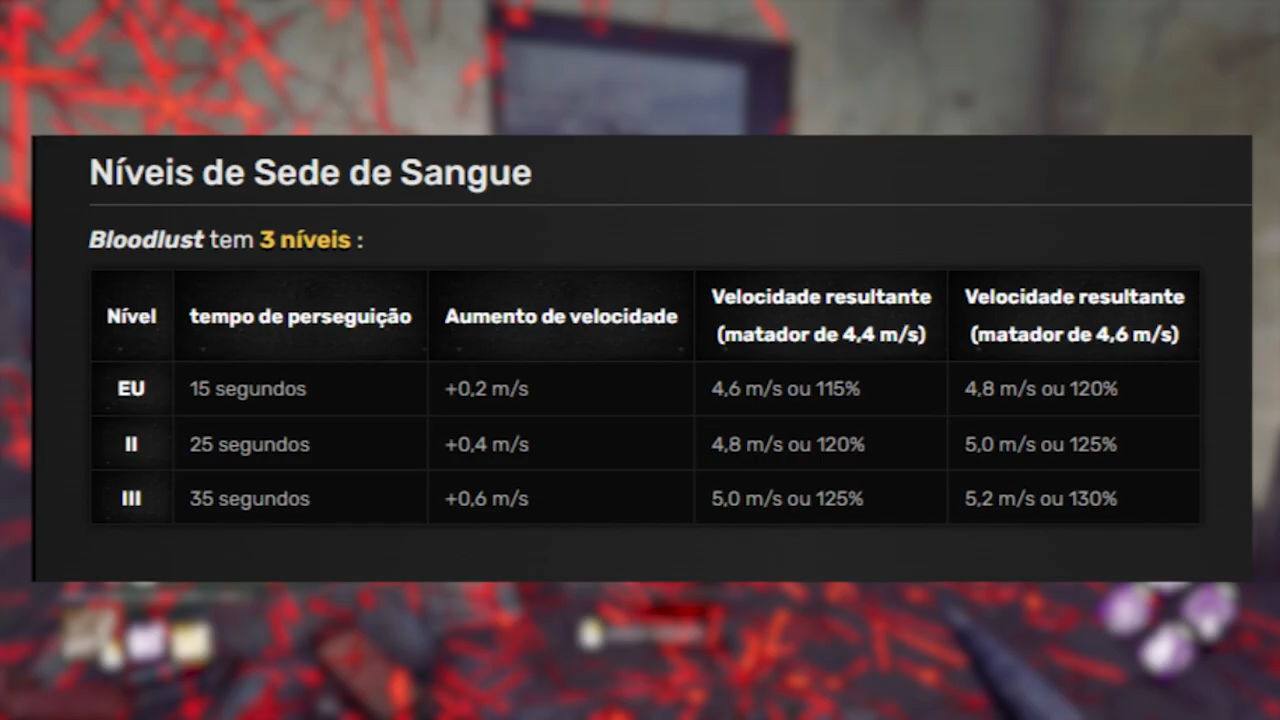 Níveis de Sede de Sangue
Bloodlust tem 3 níveis :
Nível tempo de perseguição Aumento de velocidade Velocidade resultante (matador de 4,4 m/s) Velocidade resultante (matador de 4,6 m/s)
EU 15 segundos +0,2 m/s 4,6 m/s ou 115% 4,8 m/s ou 120%
II 25 segundos +0,4 m/s 4,8 m/s ou 120% 5,0 m/s ou 125%
III 35 segundos +0,6 m/s 5,0 m/s ou 125% 5,2 m/s ou 130%